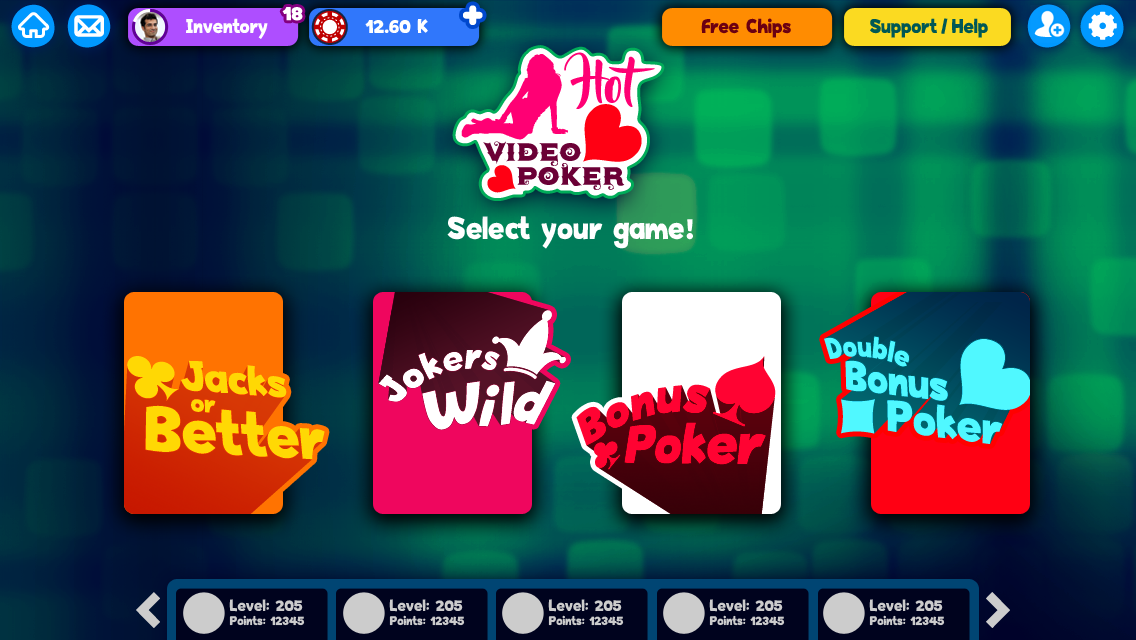 Inventory
18
12.60 K
Free Chips
Support / Help
Hot
VIDEO
POKER
Select your game!
Jacks
or
Better
Jokers
Wild
Bonus
Poker
Double
Bonus
Poker
Level: 205
Points: 12345
Level: 205
Points: 12345
Level: 205
Points: 12345
Level: 205
Points: 12345
Level: 205
Points: 12345